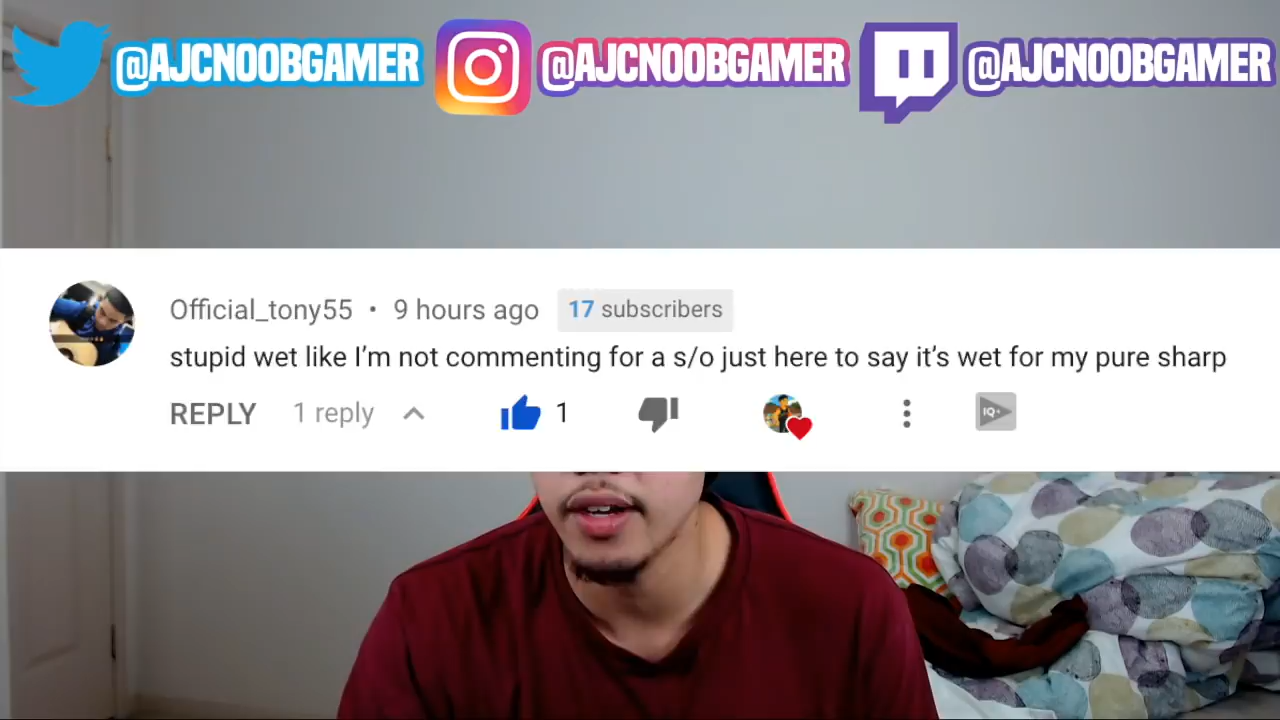 @AJCNOOBGAMER @AJCNOOBGAMER @AJCNOOBGAMER
Official_tony55 • 9 hours ago 17 subscribers
stupid wet like I’m not commenting for a s/o just here to say it’s wet for my pure sharp
REPLY 1 reply 1
IQ+